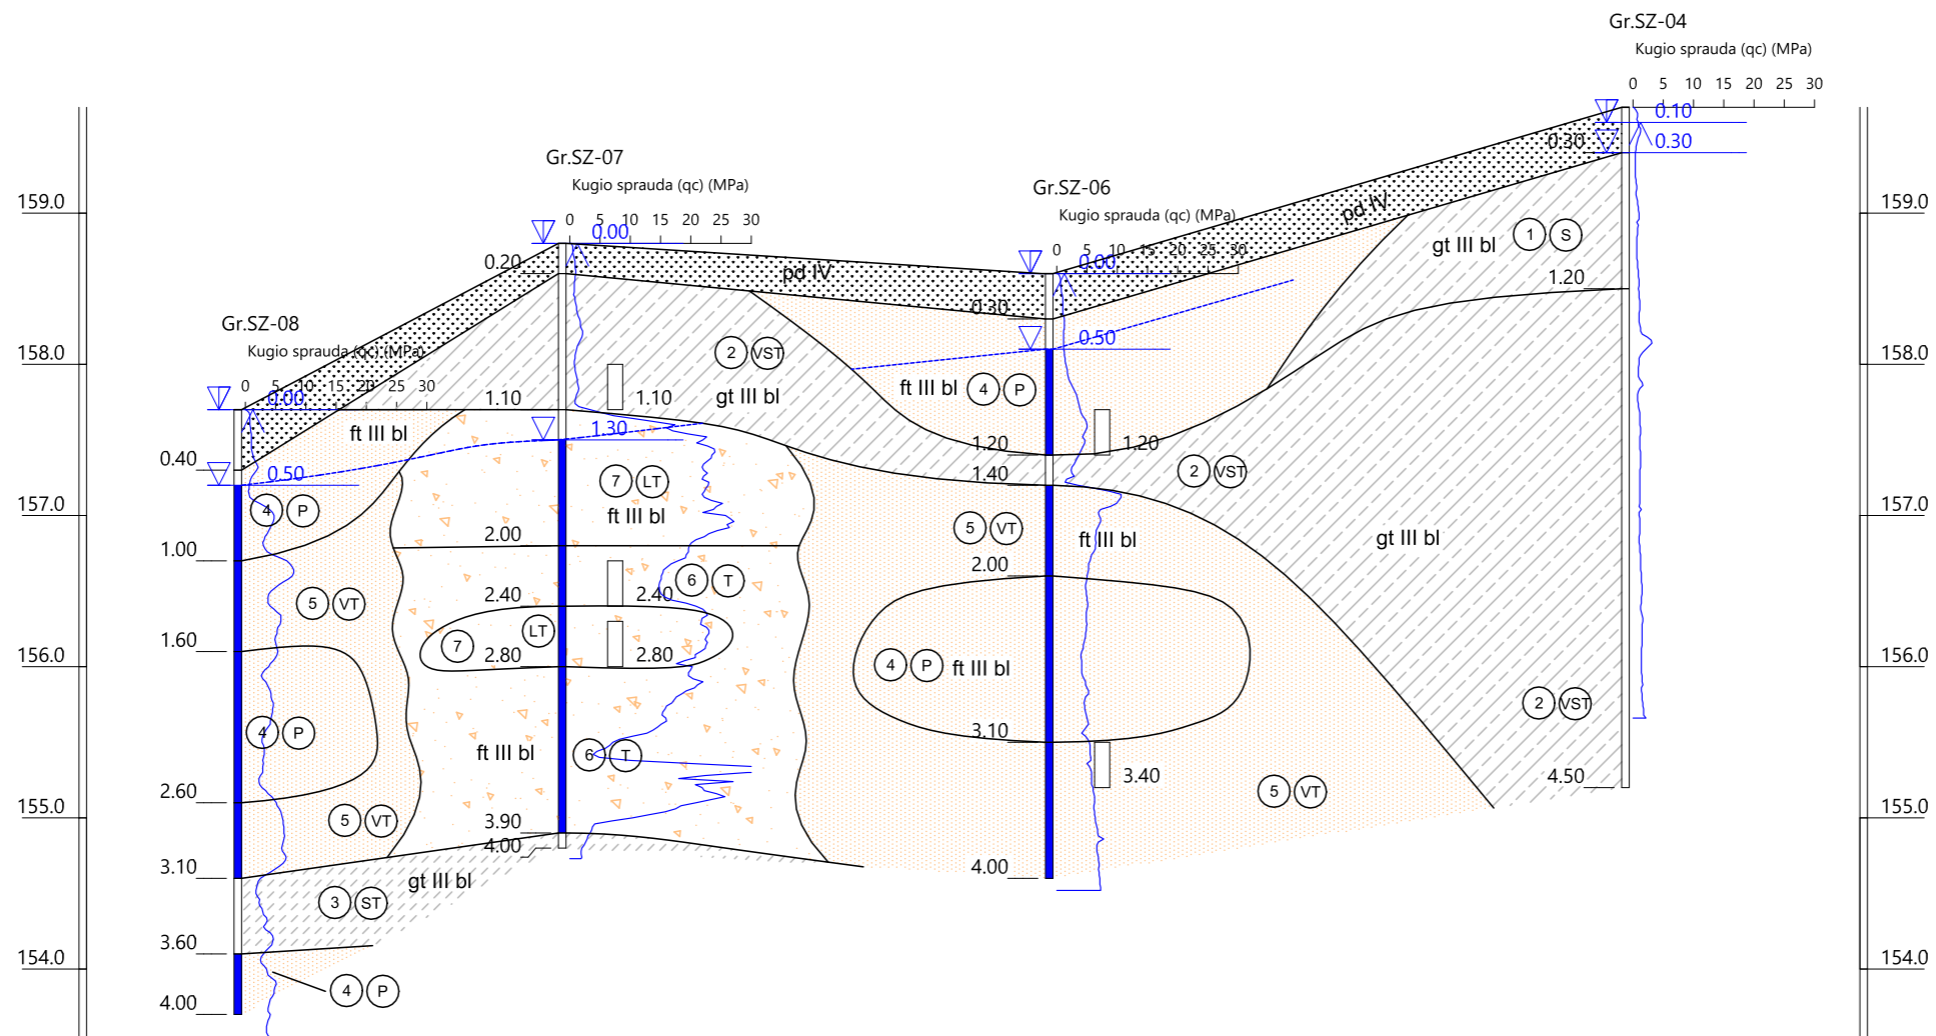 Gr.SZ-04
Kugio sprauda (qc) (MPa)
0 5 10 15 20 25 30
0.10
0.30 0.30
Gr.SZ-07
Kugio sprauda (qc) (MPa)
0 5 10 15 20 25 30
Gr.SZ-06
Kugio sprauda (qc) (MPa)
0 5 10 15 20 25 30
159.0 159.0
pd IV
0.00
gt III bl 1 S
0.20 pd IV 0.00
1.20
0.30
Gr.SZ-08
Kugio sprauda (qc) (MPa)
0 5 10 15 20 25 30
0.50
158.0 2 VST 158.0
0.00 1.10 1.10 gt III bl ft III bl 4 P
ft III bl 1.30
1.20 1.20
0.40 0.50 7 LT 1.40 2 VST
4 P ft III bl
157.0 157.0
5 VT ft III bl gt III bl
2.00
1.00 2.00
6 T
5 VT 2.40 2.40
1.60 7 LT
2.80 2.80
156.0 4 P ft III bl 156.0
2 VST
4 P 3.10
ft III bl 6 T
3.40 4.50
2.60 5 VT
155.0 5 VT 155.0
3.90
4.00
3.10 4.00
gt III bl
3 ST
3.60
154.0 154.0
4 P
4.00